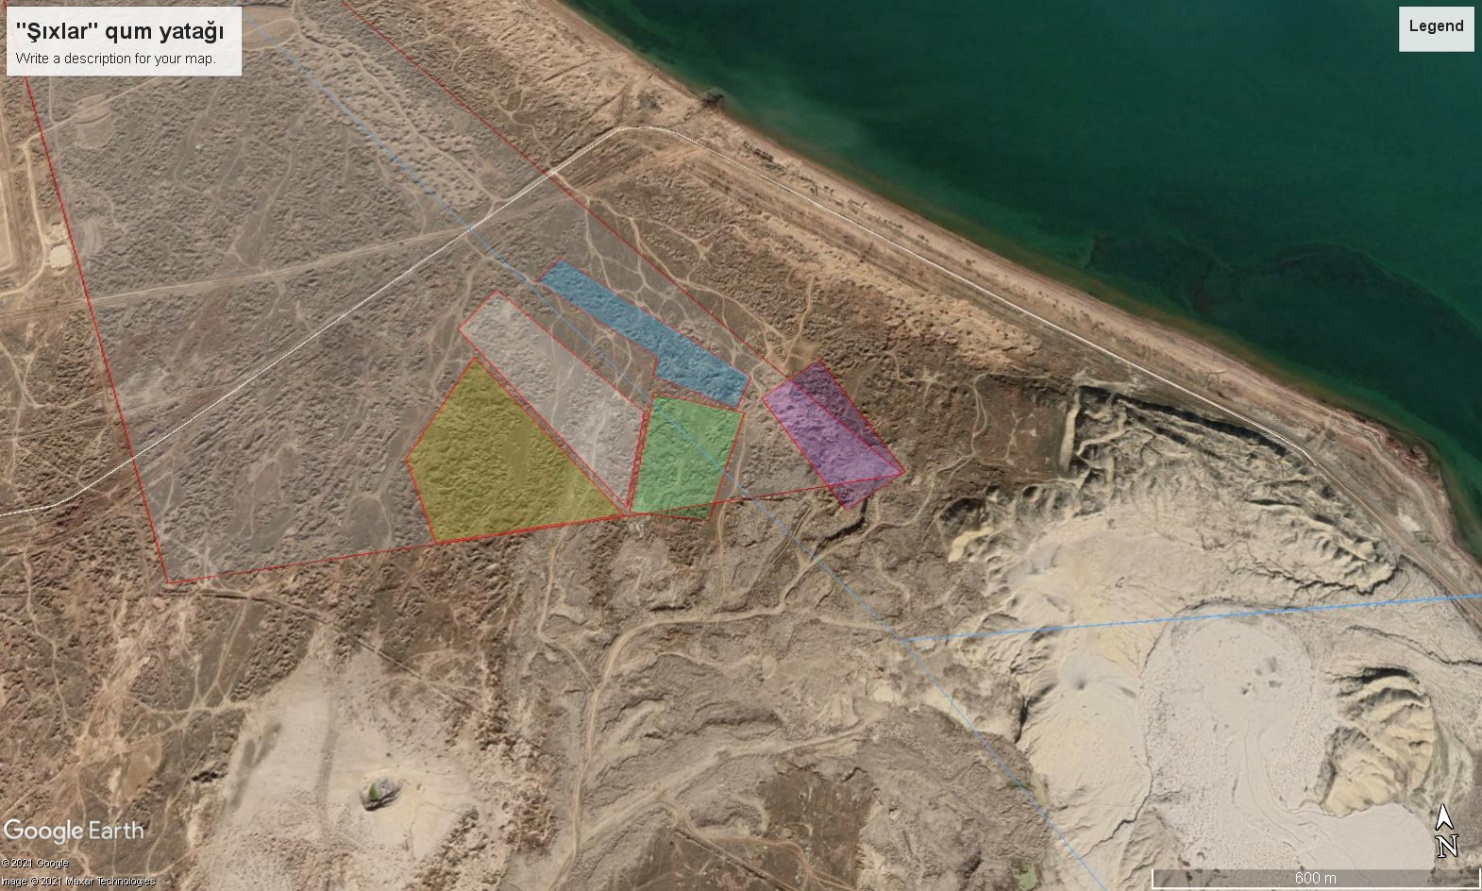 "Şıxlar" qum yatağı
Write a description for your map.
Legend
Google Earth
© 2021 Google
Image © 2021 Maxar Technologies
N
600 m